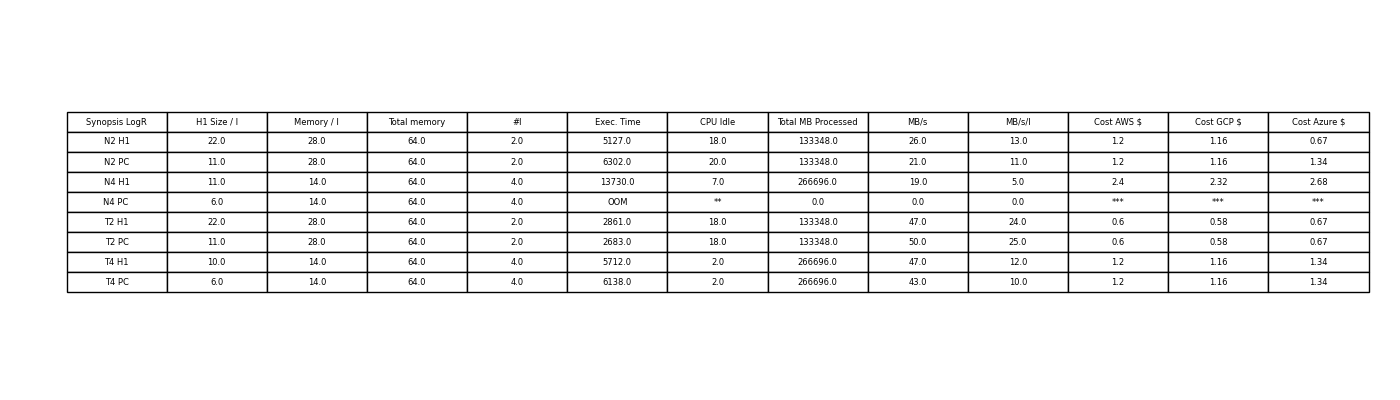 Synopsis LogR H1 Size / I Memory / I Total memory #I Exec. Time CPU Idle Total MB Processed MB/s MB/s/I Cost AWS $ Cost GCP $ Cost Azure $
N2 H1 22.0 28.0 64.0 2.0 5127.0 18.0 133348.0 26.0 13.0 1.2 1.16 0.67
N2 PC 11.0 28.0 64.0 2.0 6302.0 20.0 133348.0 21.0 11.0 1.2 1.16 1.34
N4 H1 11.0 14.0 64.0 4.0 13730.0 7.0 266696.0 19.0 5.0 2.4 2.32 2.68
N4 PC 6.0 14.0 64.0 4.0 OOM ** 0.0 0.0 0.0 *** *** ***
T2 H1 22.0 28.0 64.0 2.0 2861.0 18.0 133348.0 47.0 24.0 0.6 0.58 0.67
T2 PC 11.0 28.0 64.0 2.0 2683.0 18.0 133348.0 50.0 25.0 0.6 0.58 0.67
T4 H1 10.0 14.0 64.0 4.0 5712.0 2.0 266696.0 47.0 12.0 1.2 1.16 1.34
T4 PC 6.0 14.0 64.0 4.0 6138.0 2.0 266696.0 43.0 10.0 1.2 1.16 1.34